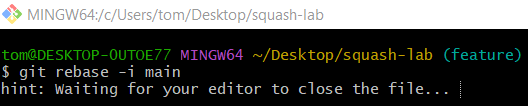 MINGW64:/c/Users/tom/Desktop/squash-lab
tom@DESKTOP-OUTOE77 MINGW64 ~/Desktop/squash-lab (feature)
$ git rebase -i main
hint: Waiting for your editor to close the file...